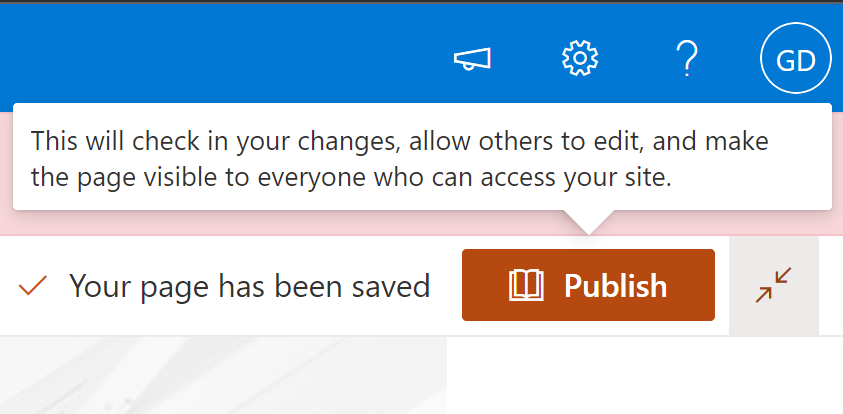 GD
This will check in your changes, allow others to edit, and make
the page visible to everyone who can access your site.
Your page has been saved
Publish